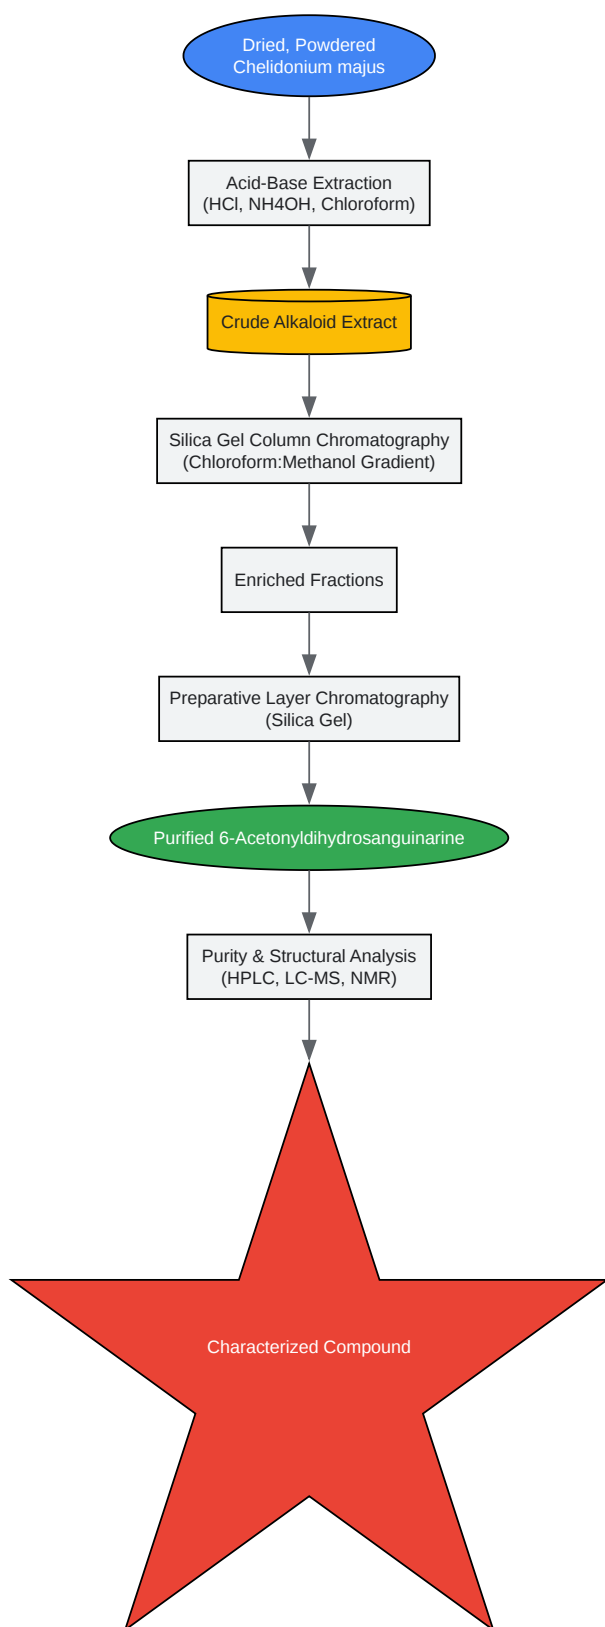 Dried, Powdered
Chelidonium majus
Acid-Base Extraction
(HCl, NH4OH, Chloroform)
Crude Alkaloid Extract
Silica Gel Column Chromatography
(Chloroform:Methanol Gradient)
Enriched Fractions
Preparative Layer Chromatography
(Silica Gel)
Purified 6-Acetonyldihydrosanguinarine
Purity & Structural Analysis
(HPLC, LC-MS, NMR)
Characterized Compound